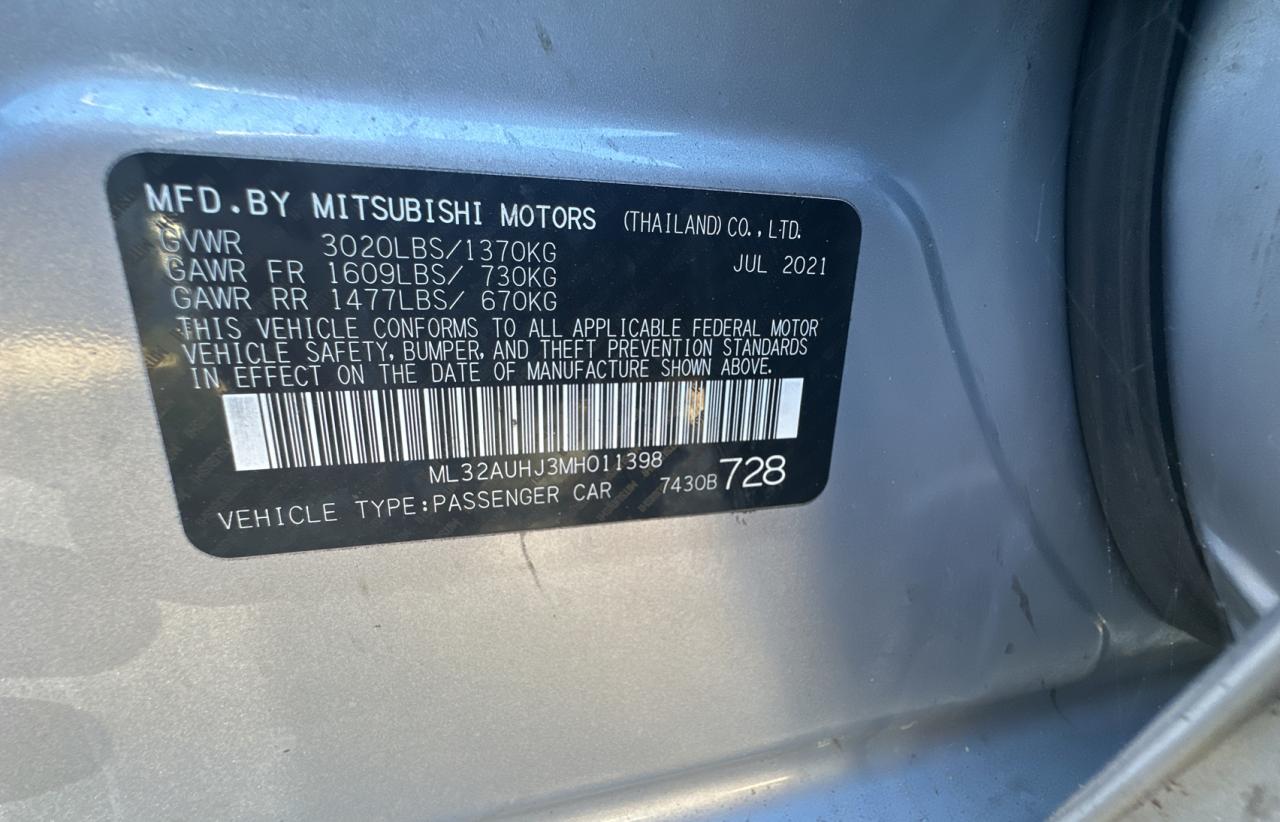 MFD.BY MITSUBISHI MOTORS (THAILAND) CO.,LTD.
GVWR 3020LBS/1370KG JUL 2021
GAWR FR 1609LBS/ 730KG
GAWR RR 1477LBS/ 670KG
THIS VEHICLE CONFORMS TO ALL APPLICABLE FEDERAL MOTOR
VEHICLE SAFETY, BUMPER, AND THEFT PREVENTION STANDARDS
IN EFFECT ON THE DATE OF MANUFACTURE SHOWN ABOVE.
ML32AUHJ3MH011398
VEHICLE TYPE:PASSENGER CAR 7430B 728